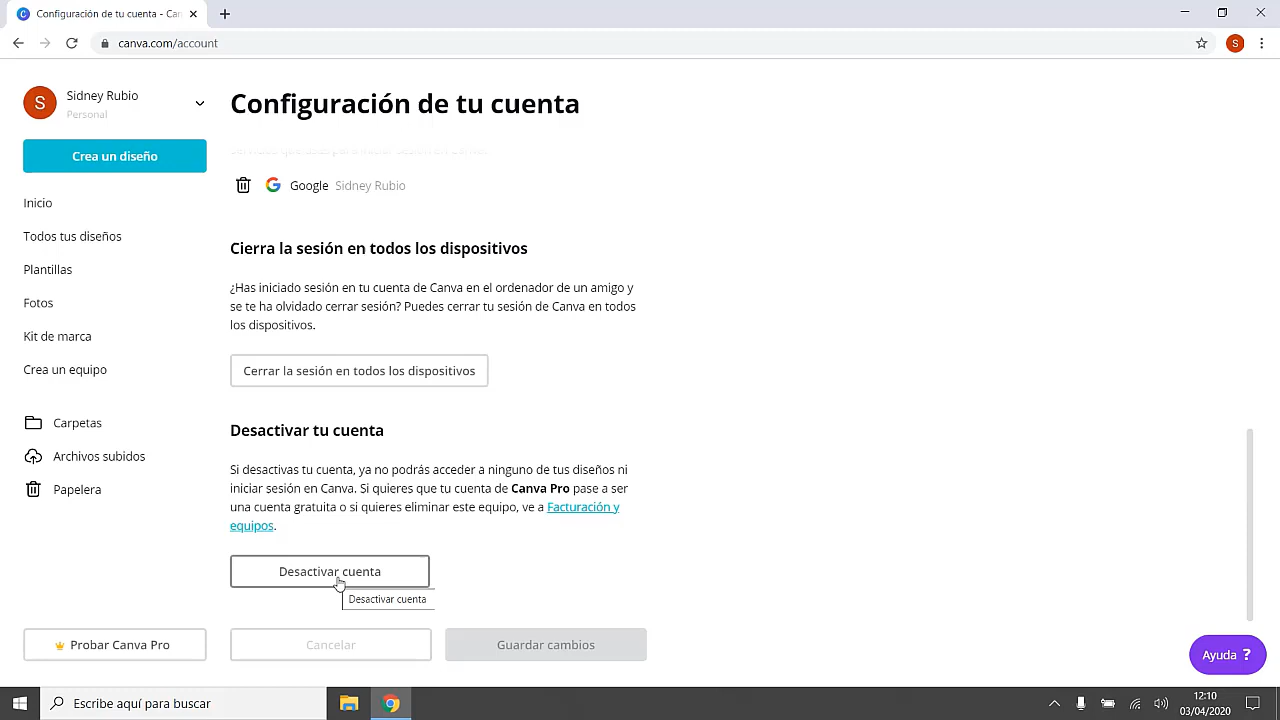 Configuración de tu cuenta - Can
canva.com/account
S
S
Sidney Rubio
Personal
Crea un diseño
Inicio
Todos tus diseños
Plantillas
Fotos
Kit de marca
Crea un equipo
Carpetas
Archivos subidos
Papelera
Probar Canva Pro
Configuración de tu cuenta
Google Sidney Rubio
Cierra la sesión en todos los dispositivos
¿Has iniciado sesión en tu cuenta de Canva en el ordenador de un amigo y
se te ha olvidado cerrar sesión? Puedes cerrar tu sesión de Canva en todos
los dispositivos.
Cerrar la sesión en todos los dispositivos
Desactivar tu cuenta
Si desactivas tu cuenta, ya no podrás acceder a ninguno de tus diseños ni
iniciar sesión en Canva. Si quieres que tu cuenta de Canva Pro pase a ser
una cuenta gratuita o si quieres eliminar este equipo, ve a Facturación y
equipos.
Desactivar cuenta
Desactivar cuenta
Cancelar
Guardar cambios
Ayuda ?
Escribe aquí para buscar
12:10
03/04/2020